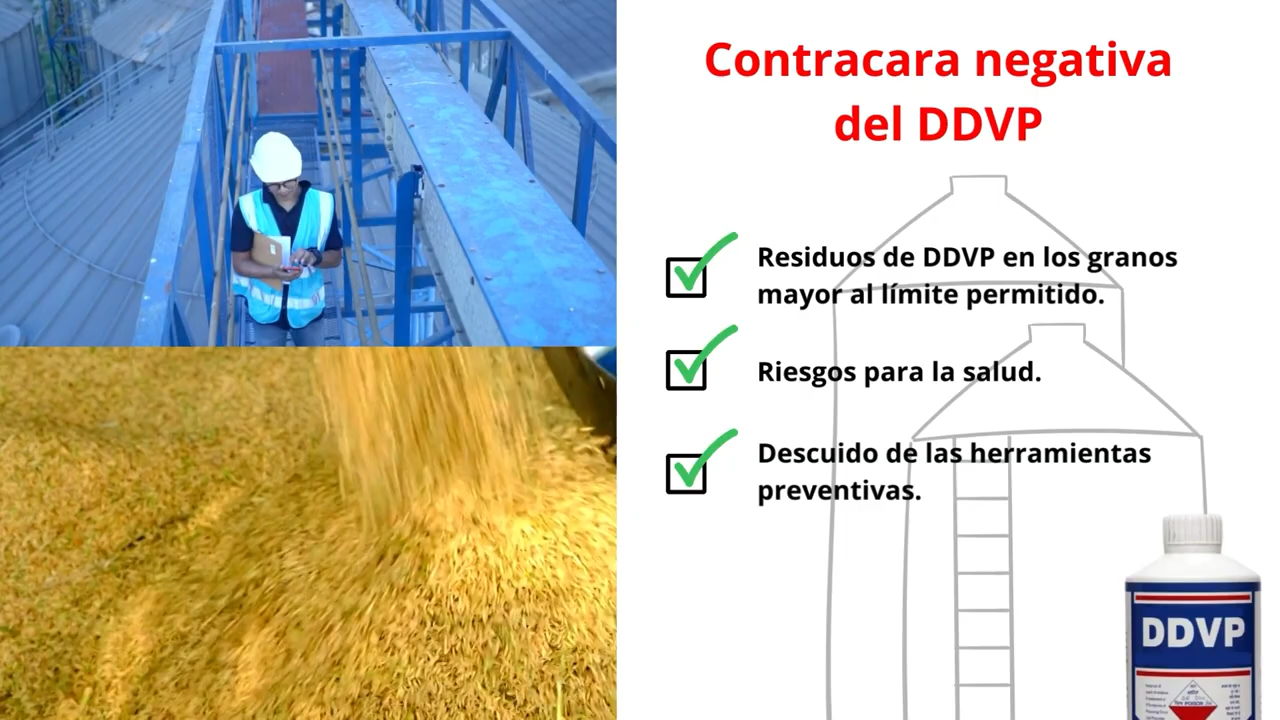 Contracara negativa
del DDVP
Residuos de DDVP en los granos
mayor al límite permitido.
Riesgos para la salud.
Descuido de las herramientas
preventivas.
DDVP